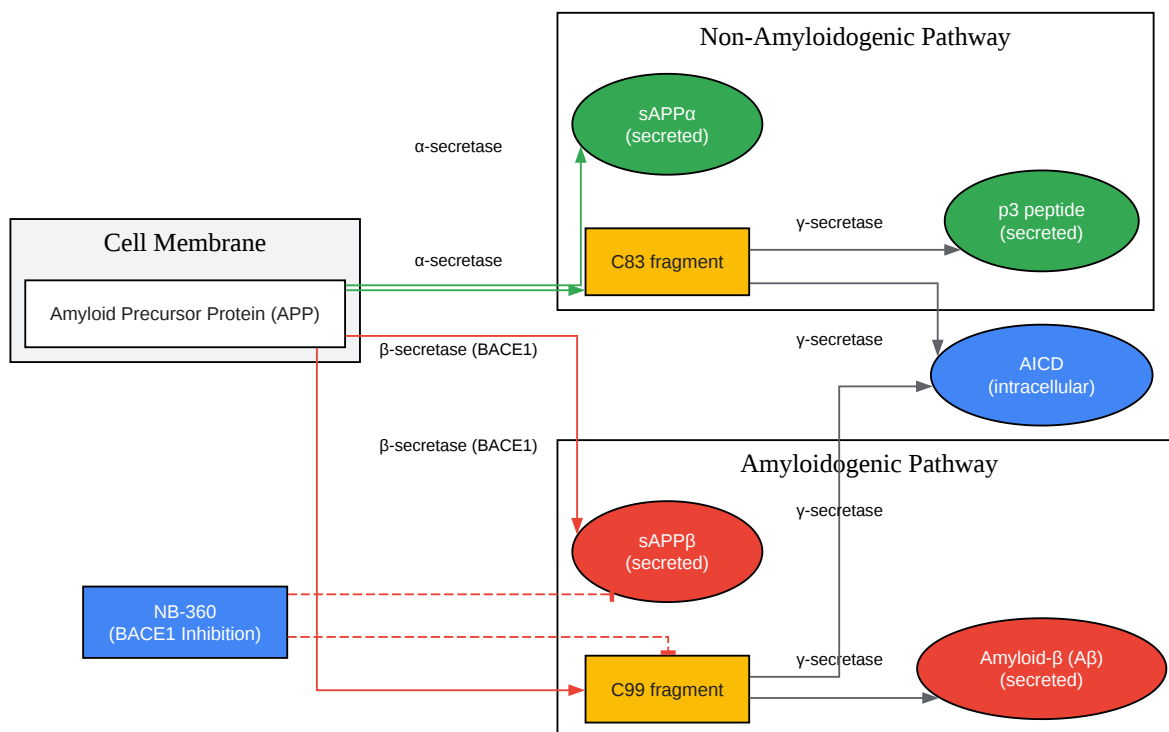 Non-Amyloidogenic Pathway
sAPPα
(secreted)
α-secretase
p3 peptide
(secreted)
γ-secretase
Cell Membrane
α-secretase
C83 fragment
Amyloid Precursor Protein (APP)
γ-secretase
β-secretase (BACE1)
AICD
(intracellular)
β-secretase (BACE1)
Amyloidogenic Pathway
γ-secretase
sAPPβ
(secreted)
NB-360
(BACE1 Inhibition)
γ-secretase
Amyloid-β (Aβ)
(secreted)
C99 fragment